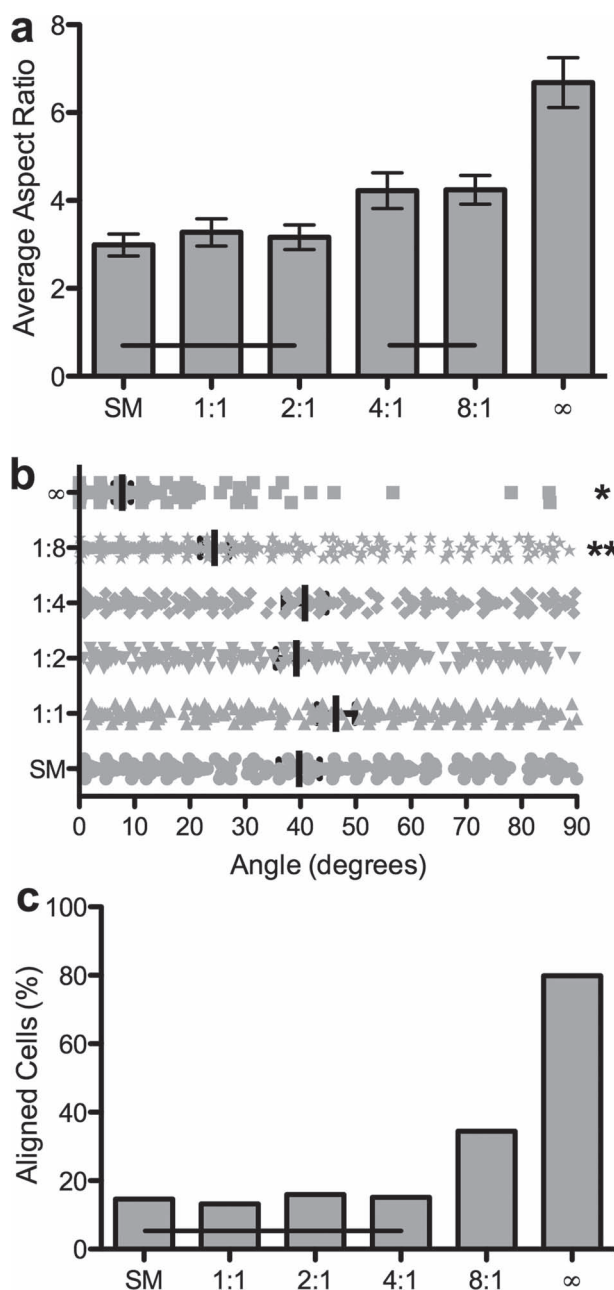 a
Average Aspect Ratio
8
6
4
2
0
SM 1:1 2:1 4:1 8:1 ∞
b
∞ *
1:8 **
1:4
1:2
1:1
SM
0 10 20 30 40 50 60 70 80 90
Angle (degrees)
c
Aligned Cells (%)
100
80
60
40
20
0
SM 1:1 2:1 4:1 8:1 ∞